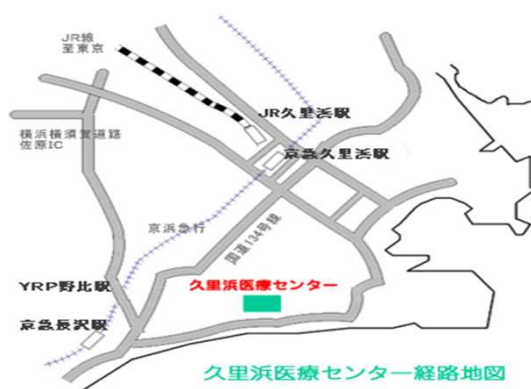 JR線
至東京
JR久里浜駅
横浜横須賀道路
佐原IC
京急久里浜駅
京浜急行
国道134号線
YRP野比駅
久里浜医療センター
京急長沢駅
久里浜医療センター経路地図